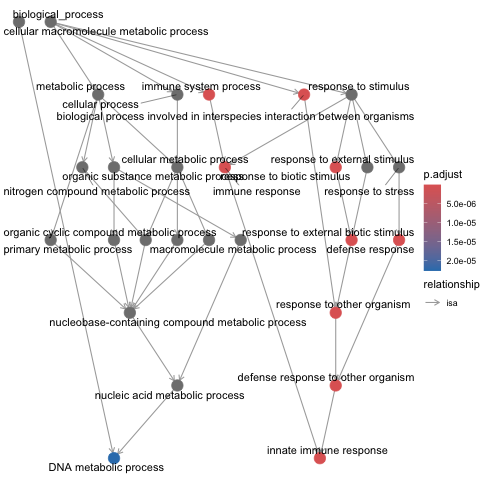 biological_process
cellular macromolecule metabolic process
metabolic process
immune system process
response to stimulus
cellular process
biological process involved in interspecies interaction between organisms
cellular metabolic process
response to external stimulus
organic substance metabolic process
response to biotic stimulus
nitrogen compound metabolic process
immune response
response to stress
organic cyclic compound metabolic process
response to external biotic stimulus
primary metabolic process
macromolecule metabolic process
defense response
response to other organism
nucleobase-containing compound metabolic process
defense response to other organism
nucleic acid metabolic process
innate immune response
DNA metabolic process
p.adjust
5.0e-06
1.0e-05
1.5e-05
2.0e-05
relationship
isa